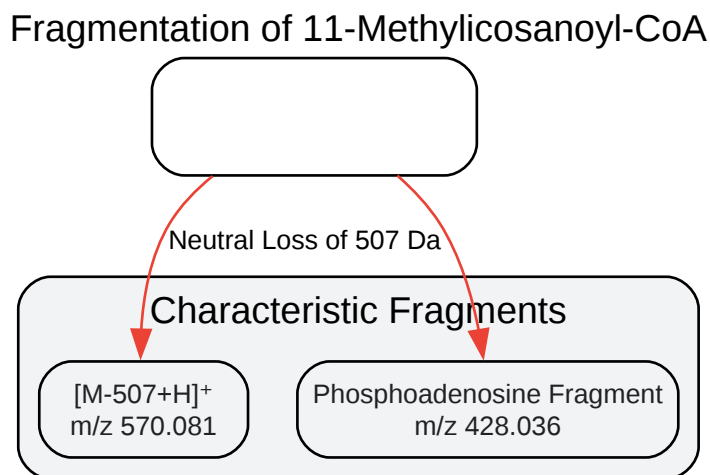 Fragmentation of 11-Methylicosanoyl-CoA
Neutral Loss of 507 Da
Characteristic Fragments
[M-507+H]⁺
m/z 570.081
Phosphoadenosine Fragment
m/z 428.036